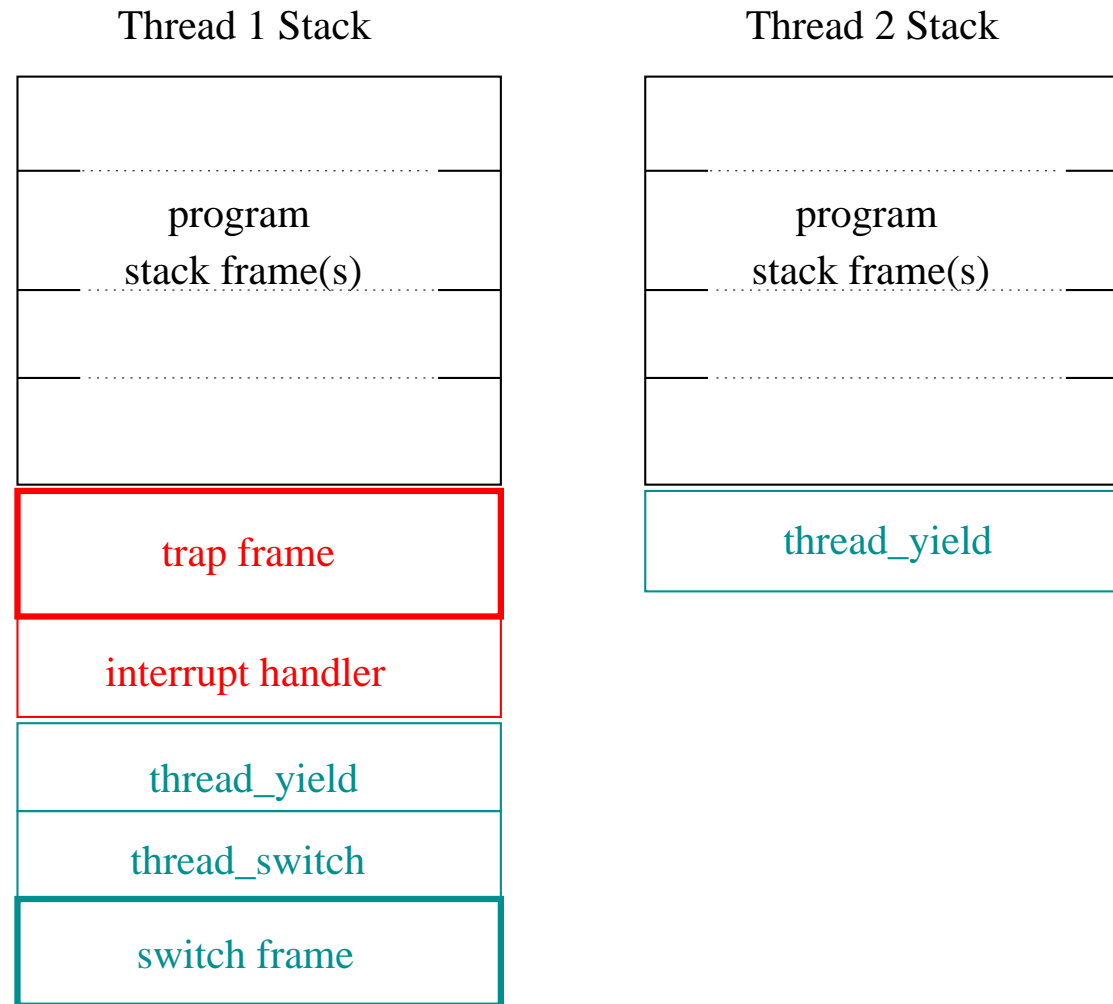 Thread 1 Stack
program
stack frame(s)
trap frame
interrupt handler
thread_yield
thread_switch
switch frame
Thread 2 Stack
program
stack frame(s)
thread_yield